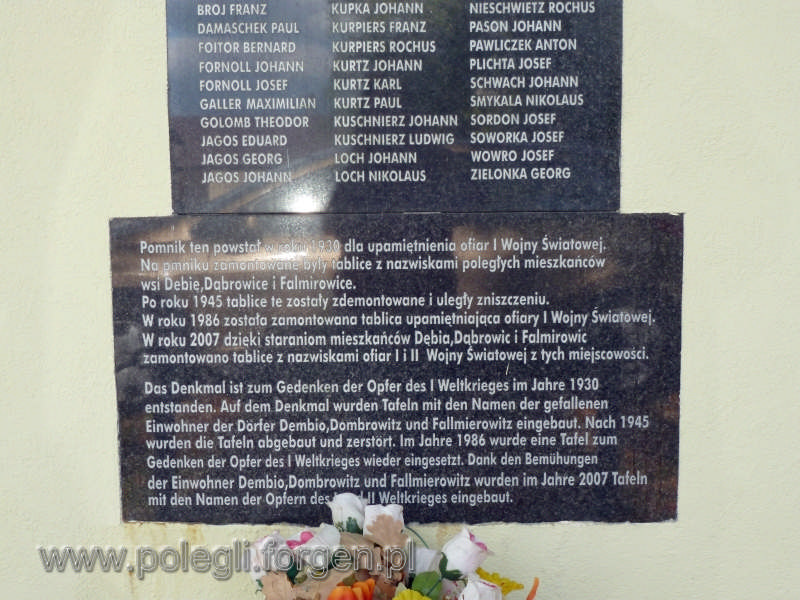 BROJ FRANZ KUPKA JOHANN NIESCHWIETZ ROCHUS
DAMASCHEK PAUL KURPIERS FRANZ PASON JOHANN
FOITOR BERNARD KURPIERS ROCHUS PAWLICZEK ANTON
FORNOLL JOHANN KURTZ JOHANN PLICHTA JOSEF
FORNOLL JOSEF KURTZ KARL SCHWACH JOHANN
GALLER MAXIMILIAN KURTZ PAUL SMYKALA NIKOLAUS
GOLOMB THEODOR KUSCHNIERZ JOHANN SORDON JOSEF
JAGOS EDUARD KUSCHNIERZ LUDWIG SOWORKA JOSEF
JAGOS GEORG LOCH JOHANN WOWRO JOSEF
JAGOS JOHANN LOCH NIKOLAUS ZIELONKA GEORG
Pomnik ten powstał w roku 1930 dla upamiętnienia ofiar I Wojny Światowej.
Na pmniku zamontowane były tablice z nazwiskami poległych mieszkańców
wsi Dębie,Dąbrowice i Falmirowice.
Po roku 1945 tablice te zostały zdemontowane i uległy zniszczeniu.
W roku 1986 została zamontowana tablica upamiętniająca ofiary I Wojny Światowej.
W roku 2007 dzięki staraniom mieszkańców Dębia,Dąbrowic i Falmirowic
zamontowano tablice z nazwiskami ofiar I i II Wojny Światowej z tych miejscowości.
Das Denkmal ist zum Gedenken der Opfer des I Weltkrieges im Jahre 1930
entstanden. Auf dem Denkmal wurden Tafeln mit den Namen der gefallenen
Einwohner der Dörfer Dembio,Dombrowitz und Fallmierowitz eingebaut. Nach 1945
wurden die Tafeln abgebaut und zerstört. Im Jahre 1986 wurde eine Tafel zum
Gedenken der Opfer des I Weltkrieges wieder eingesetzt. Dank den Bemühungen
der Einwohner Dembio,Dombrowitz und Fallmierowitz wurden im Jahre 2007 Tafeln
mit den Namen der Opfern des II Weltkrieges eingebaut.
www.polegli.forgen.pl